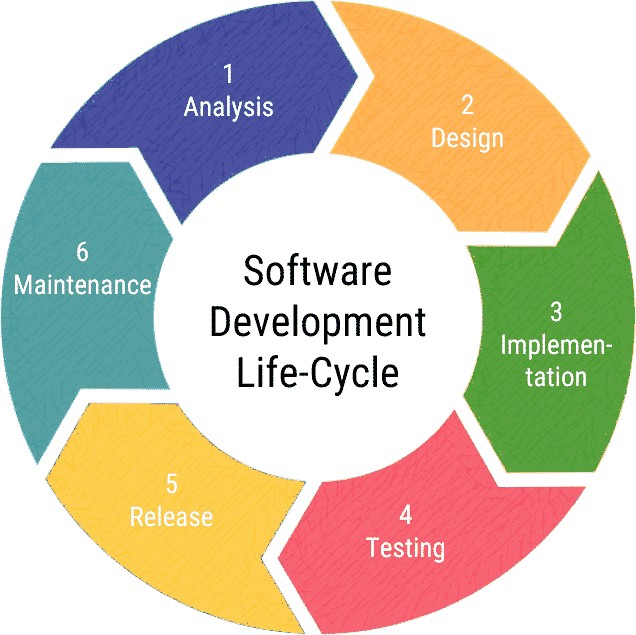 1
Analysis
2
Design
3
Implemen-
tation
4
Testing
5
Release
6
Maintenance
Software
Development
Life-Cycle